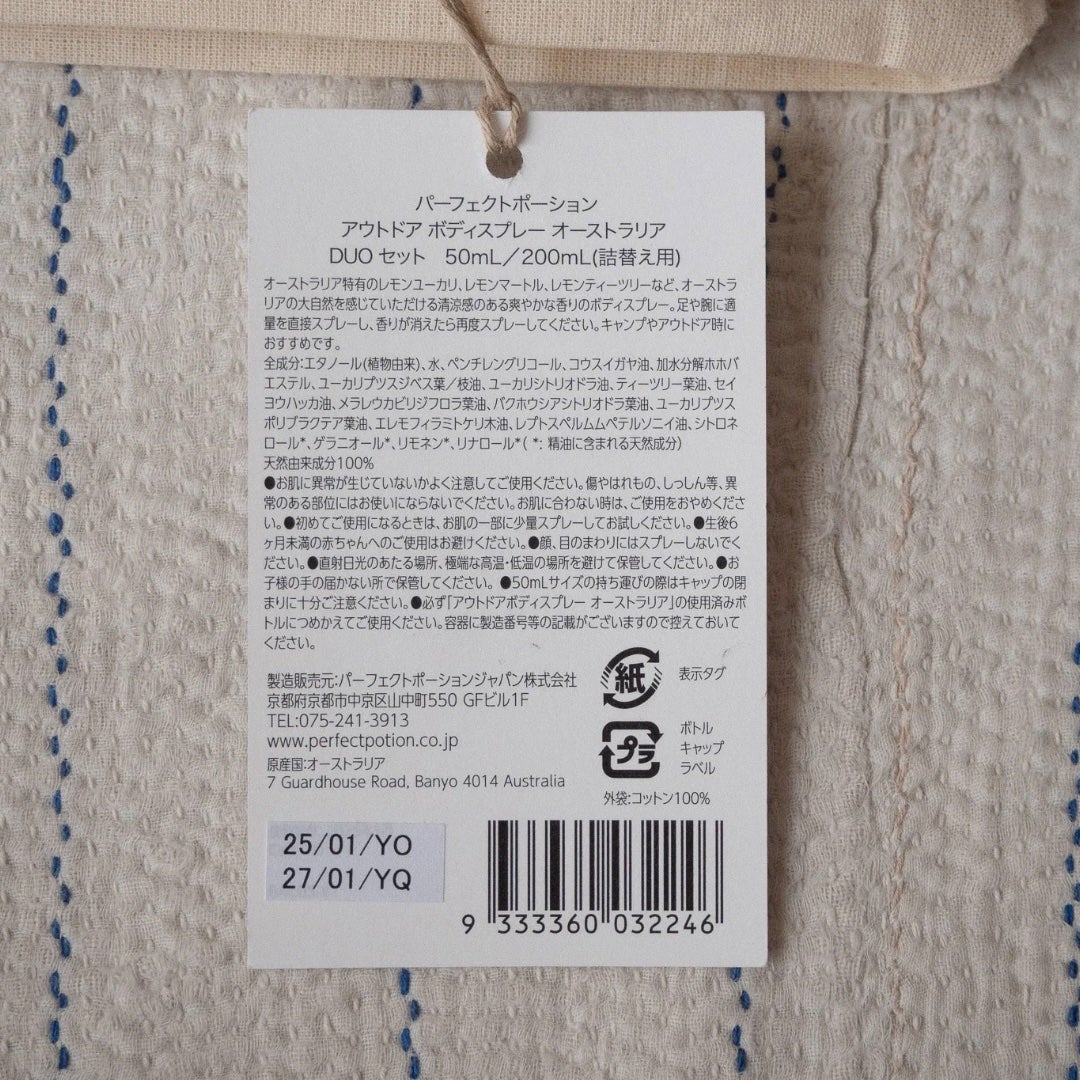 パーフェクトポーション
アウトドア ボディスプレー オーストラリア
DUO セット　50mL／200mL(詰替え用)
オーストラリア特有のレモンユーカリ、レモンマートル、レモンティーツリーなど、オーストラ
リアの大自然を感じていただける清涼感のある爽やかな香りのボディスプレー。足や腕に適
量を直接スプレーし、香りが消えたら再度スプレーしてください。キャンプやアウトドア時に
おすすめです。
全成分:エタノール(植物由来)、水、ペンチレングリコール、コウスイガヤ油、加水分解ホホバ
エステル、ユーカリプツスジベス葉／枝油、ユーカリシトリオドラ油、ティーツリー葉油、セイ
ヨウハッカ油、メラレウカビリジフロラ葉油、バクホウシアシトリオドラ葉油、ユーカリプツス
ポリブラクテア葉油、エレモフィラミトケリ木油、レプトスペルムムペテルソニイ油、シトロネ
ロール*、ゲラニオール*、リモネン*、リナロール*( *: 精油に含まれる天然成分)
天然由来成分100%
●お肌に異常が生じていないかよく注意してご使用ください。傷やはれもの、しっしん等、異
常のある部位にはお使いにならないでください。お肌に合わない時は、ご使用をおやめくださ
い。●初めてご使用になるときは、お肌の一部に少量スプレーしてお試しください。●生後6
ヶ月未満の赤ちゃんへのご使用はお避けください。●顔、目のまわりにはスプレーしないでく
ださい。●直射日光のあたる場所、極端な高温・低温の場所を避けて保管してください。●お
子様の手の届かない所で保管してください。●50mLサイズの持ち運びの際はキャップの閉
まりに十分ご注意ください。●必ず「アウトドアボディスプレー オーストラリア」の使用済みボ
トルにつめかえてご使用ください。容器に製造番号等の記載がございますので控えておいて
ください。
製造販売元:パーフェクトポーションジャパン株式会社
京都府京都市中京区山中町550 GFビル1F
TEL:075-241-3913
www.perfectpotion.co.jp
原産国:オーストラリア
7 Guardhouse Road, Banyo 4014 Australia
紙
表示タグ
プラ
ボトル
キャップ
ラベル
外袋:コットン100%
25/01/YO
27/01/YQ
9 333360 032246